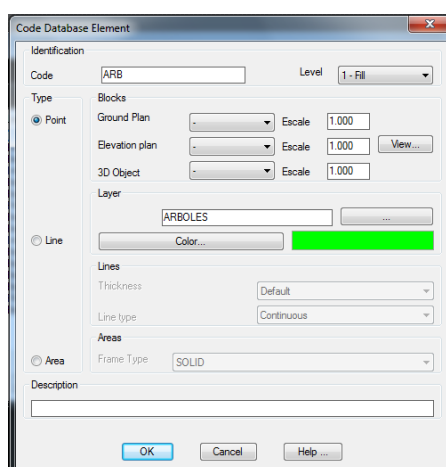 Code Database Element
Identification
Code ARB Level 1 - Fill
Type Blocks
Point Ground Plan - Escale 1.000
Elevation plan - Escale 1.000 View...
3D Object - Escale 1.000
Layer
ARBOLES ...
Line Color...
Lines
Thickness Default
Line type Continuous
Areas
Area Frame Type SOLID
Description
OK Cancel Help ...